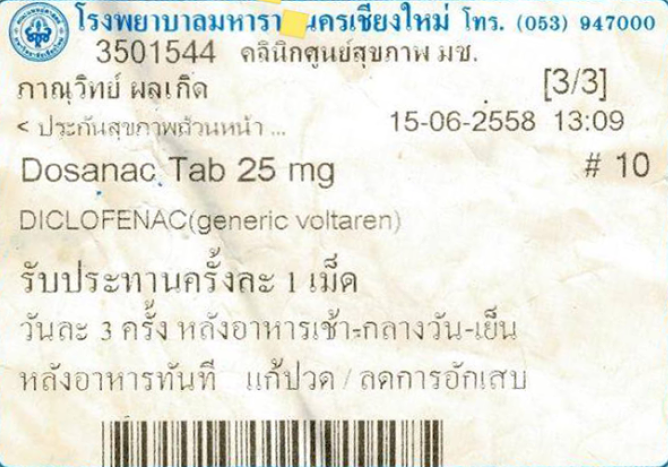 โรงพยาบาลมหารา นครเชียงใหม่ โทร. (053) 947000
3501544 คลินิกศูนย์สุขภาพ มช.
ภาณุวิทย์ ผลเกิด [3/3]
< ประกันสุขภาพถ้วนหน้า ... 15-06-2558 13:09
Dosanac Tab 25 mg # 10
DICLOFENAC(generic voltaren)
รับประทานครั้งละ 1 เม็ด
วันละ 3 ครั้ง หลังอาหารเช้า-กลางวัน-เย็น
หลังอาหารทันที แก้ปวด / ลดการอักเสบ